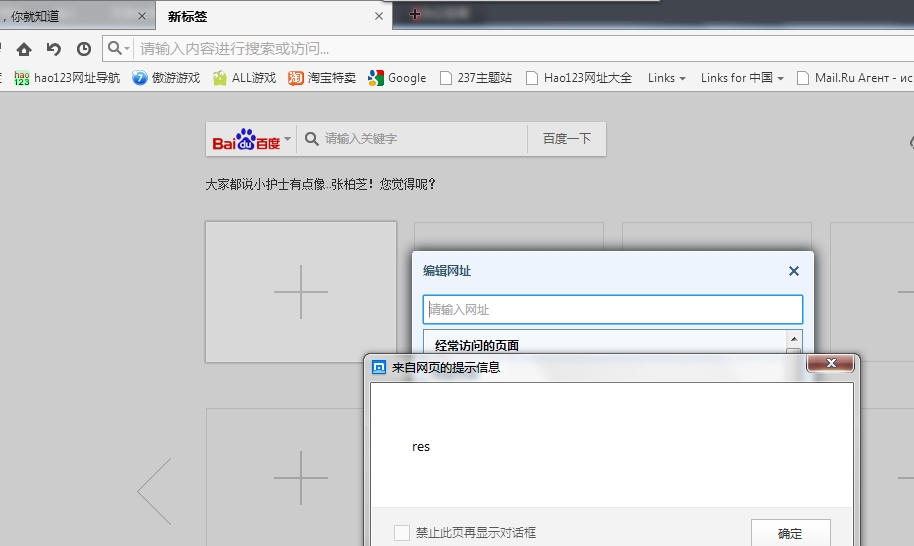 ，你就知道
新标签
请输入内容进行搜索或访问...
hao123网址导航 傲游游戏 ALL游戏 淘宝特卖 Google 237主题站 Hao123网址大全 Links Links for 中国 Mail.Ru Агент - ис
Bai du 百度 请输入关键字 百度一下
大家都说小护士有点像..张柏芝！您觉得呢？
编辑网址
请输入网址
经常访问的页面
来自网页的提示信息
res
禁止此页再显示对话框 确定